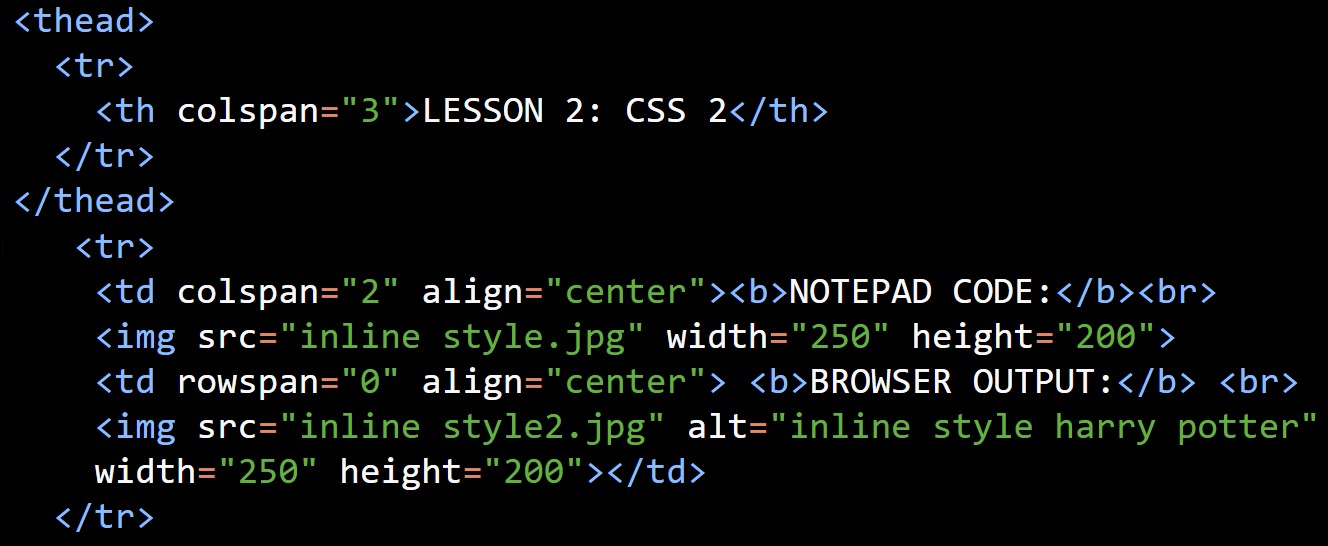 <thead>
<tr>
<th colspan="3">LESSON 2: CSS 2</th>
</tr>
</thead>
<tr>
<td colspan="2" align="center"><b>NOTEPAD CODE:</b><br>
<img src="inline style.jpg" width="250" height="200">
<td rowspan="0" align="center"> <b>BROWSER OUTPUT:</b> <br>
<img src="inline style2.jpg" alt="inline style harry potter"
width="250" height="200"></td>
</tr>